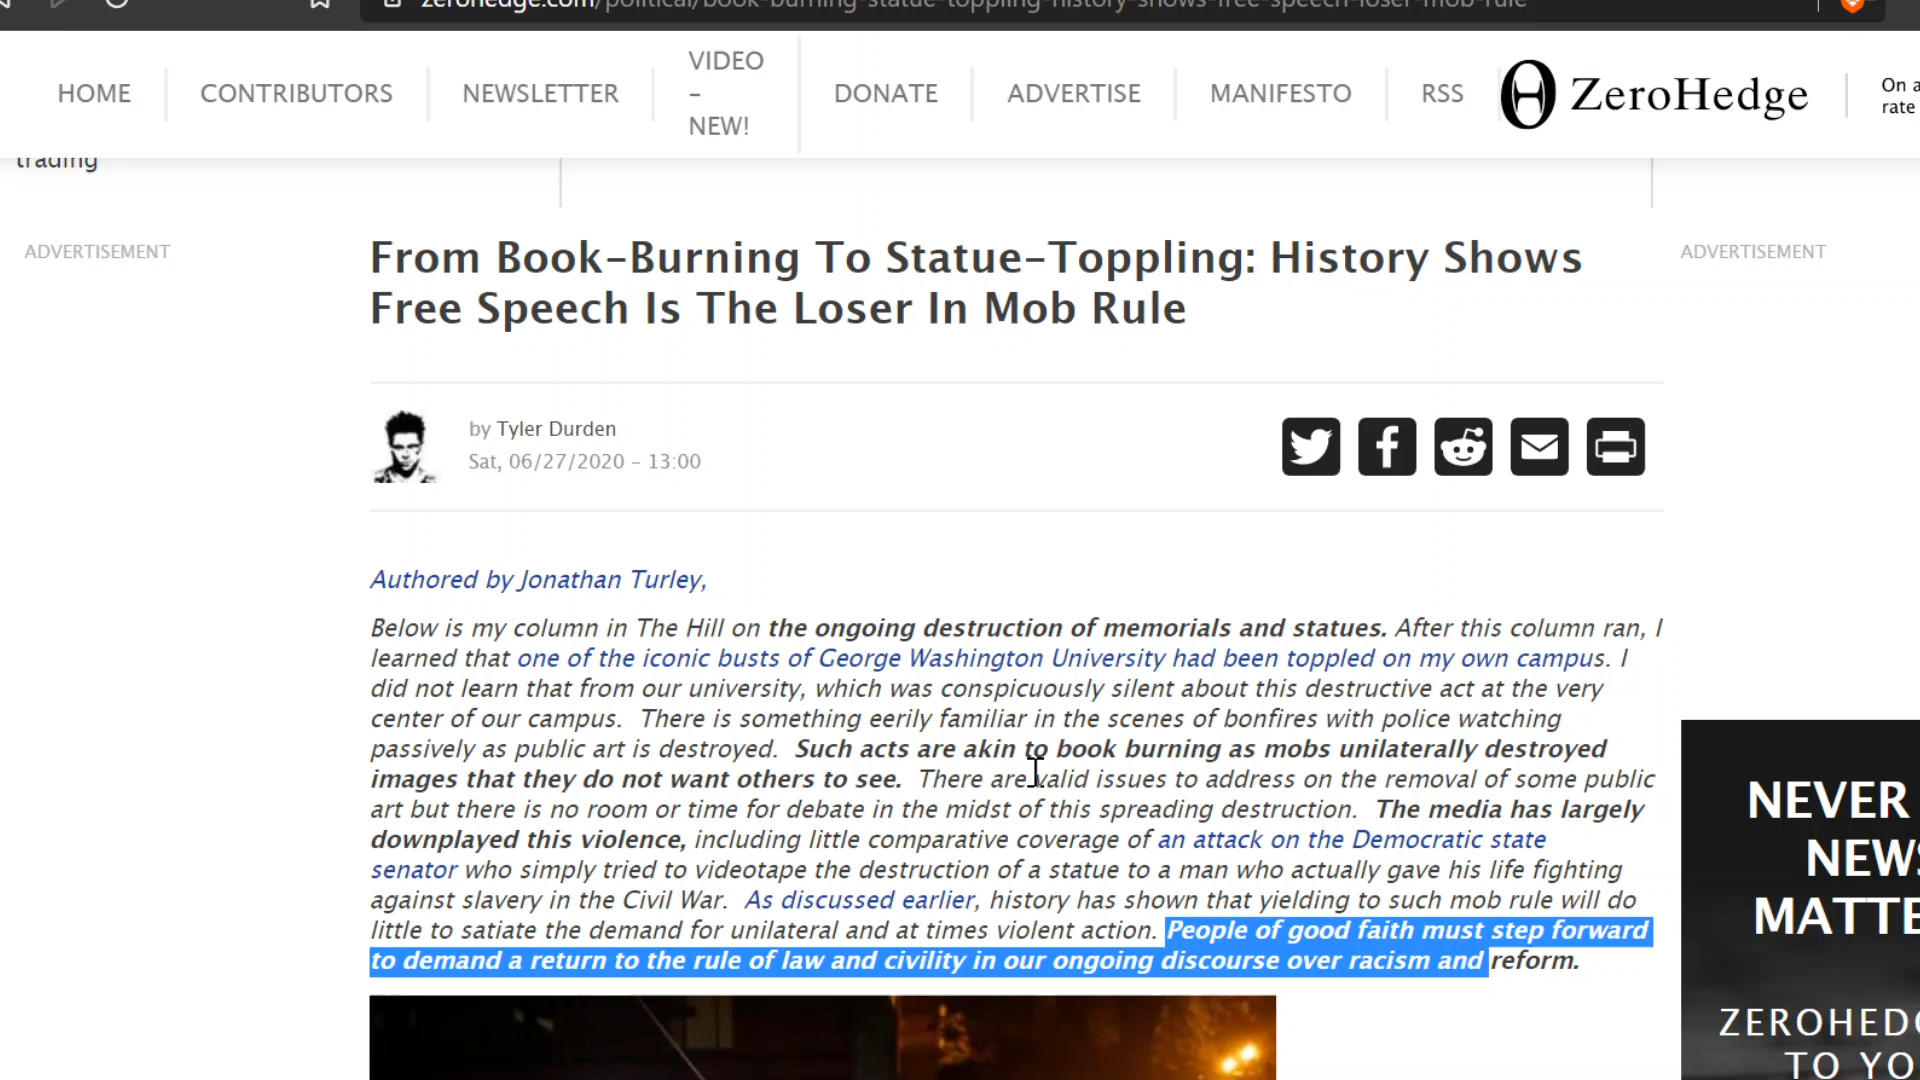 zerohedge.com/political/book-burning-statue-toppling-history-shows-free-speech-loser-mob-rule
HOME
CONTRIBUTORS
NEWSLETTER
VIDEO
–
NEW!
DONATE
ADVERTISE
MANIFESTO
RSS
ZeroHedge
On a
rate
trading
ADVERTISEMENT
ADVERTISEMENT
From Book-Burning To Statue-Toppling: History Shows
Free Speech Is The Loser In Mob Rule
by Tyler Durden
Sat, 06/27/2020 - 13:00
Authored by Jonathan Turley,
Below is my column in The Hill on the ongoing destruction of memorials and statues. After this column ran, I
learned that one of the iconic busts of George Washington University had been toppled on my own campus. I
did not learn that from our university, which was conspicuously silent about this destructive act at the very
center of our campus. There is something eerily familiar in the scenes of bonfires with police watching
passively as public art is destroyed. Such acts are akin to book burning as mobs unilaterally destroyed
images that they do not want others to see. There are valid issues to address on the removal of some public
art but there is no room or time for debate in the midst of this spreading destruction. The media has largely
downplayed this violence, including little comparative coverage of an attack on the Democratic state
senator who simply tried to videotape the destruction of a statue to a man who actually gave his life fighting
against slavery in the Civil War. As discussed earlier, history has shown that yielding to such mob rule will do
little to satiate the demand for unilateral and at times violent action. People of good faith must step forward
to demand a return to the rule of law and civility in our ongoing discourse over racism and reform.
NEVER
NEWS
MATTE
ZEROHEDG
TO YO